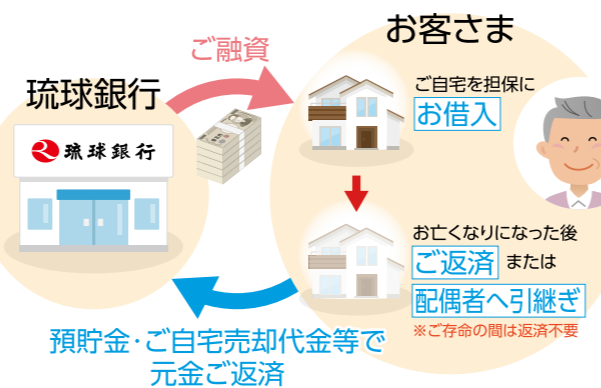 お客さま
ご融資
琉球銀行
琉球銀行
ご自宅を担保に
お借入
お亡くなりになった後
ご返済 または
配偶者へ引継ぎ
※ご存命の間は返済不要
預貯金・ご自宅売却代金等で
元金ご返済